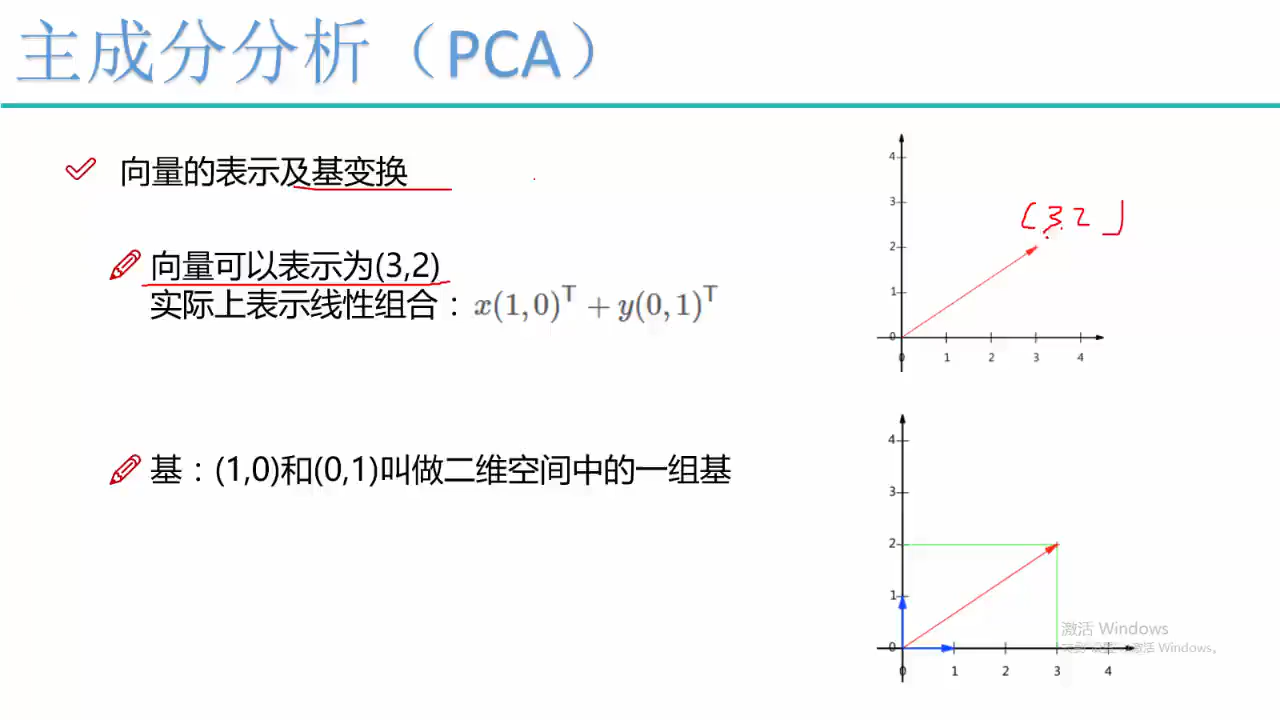 主成分分析（PCA）
向量的表示及基变换
向量可以表示为(3,2)
实际上表示线性组合：x(1,0)ᵀ + y(0,1)ᵀ
基：(1,0)和(0,1)叫做二维空间中的一组基
4
3
(3.2)
2
1
0
0 1 2 3 4
4
3
2
1
0
0 1 2 3 4
激活 Windows
激活 Windows。